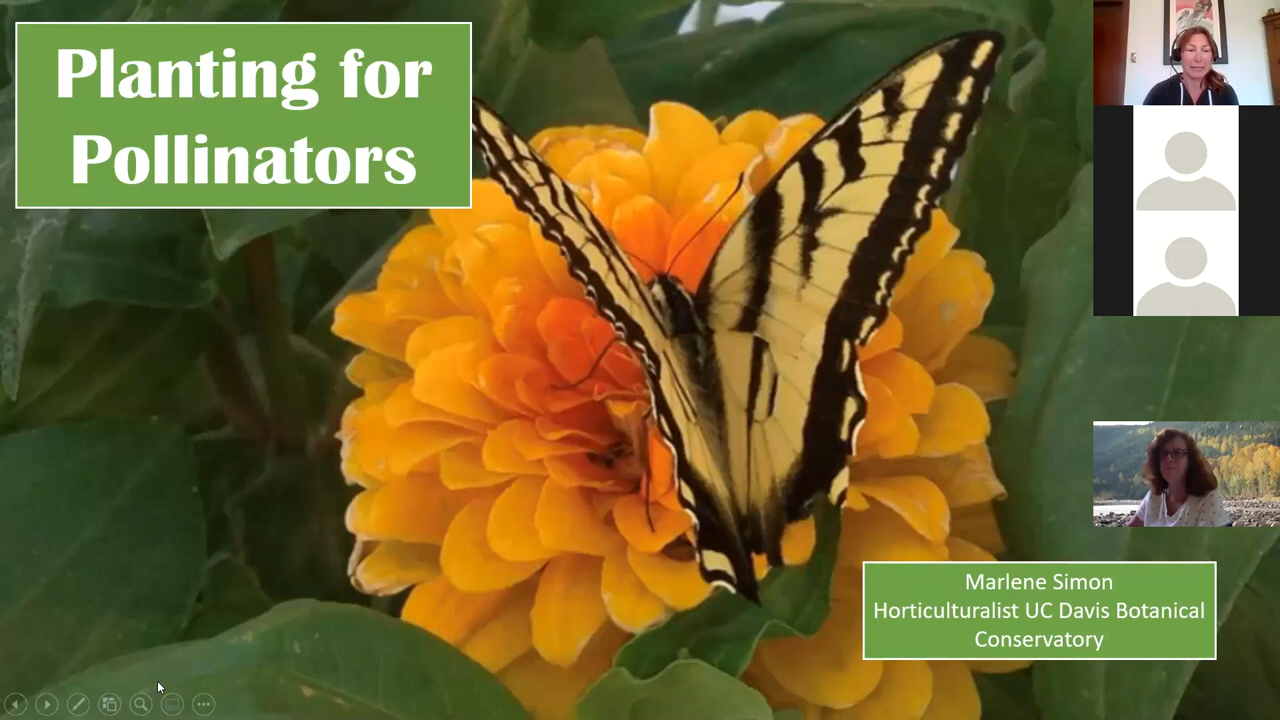 Planting for
Pollinators
Marlene Simon
Horticulturalist UC Davis Botanical
Conservatory